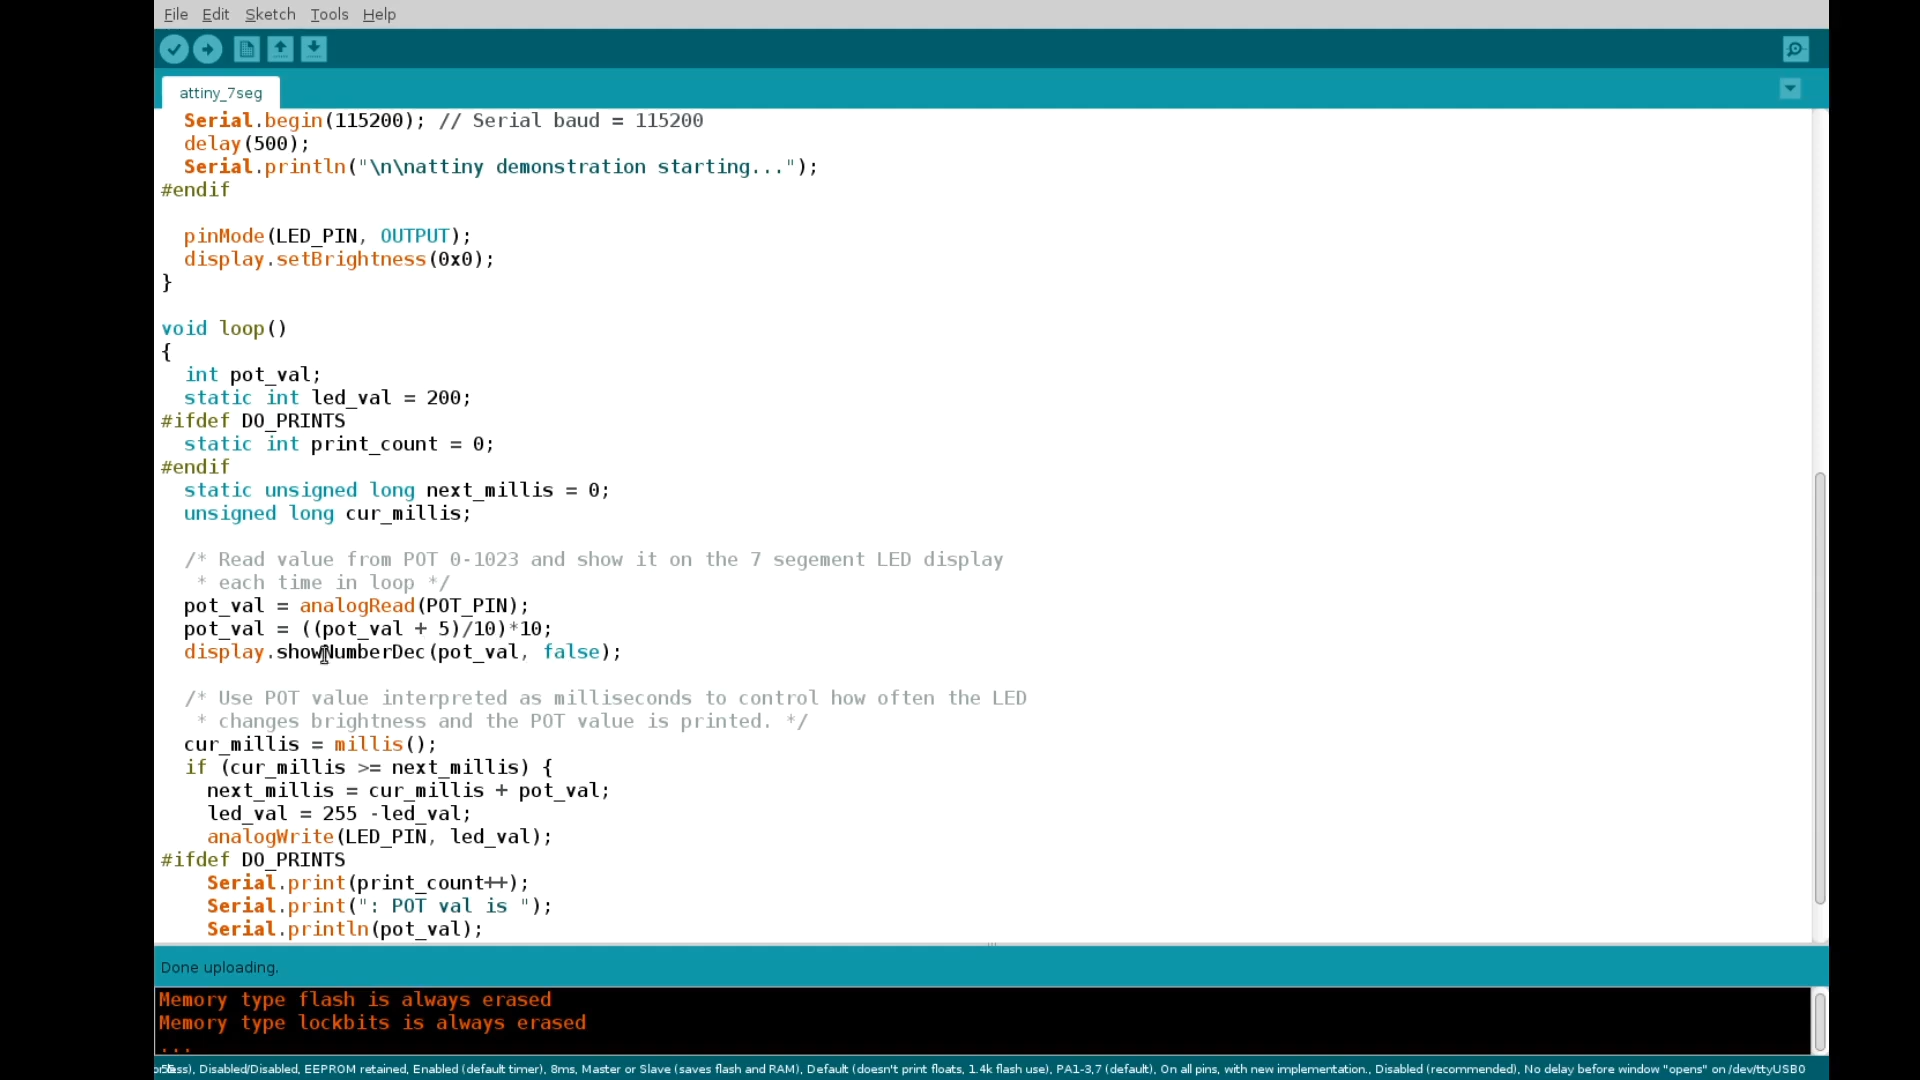 File Edit Sketch Tools Help
attiny_7seg
  Serial.begin(115200); // Serial baud = 115200
  delay(500);
  Serial.println("\n\nattiny demonstration starting...");
#endif
  pinMode(LED_PIN, OUTPUT);
  display.setBrightness(0x0);
}
void loop()
{
  int pot_val;
  static int led_val = 200;
#ifdef DO_PRINTS
  static int print_count = 0;
#endif
  static unsigned long next_millis = 0;
  unsigned long cur_millis;
  /* Read value from POT 0-1023 and show it on the 7 segement LED display
   * each time in loop */
  pot_val = analogRead(POT_PIN);
  pot_val = ((pot_val + 5)/10)*10;
  display.showNumberDec(pot_val, false);
  /* Use POT value interpreted as milliseconds to control how often the LED
   * changes brightness and the POT value is printed. */
  cur_millis = millis();
  if (cur_millis >= next_millis) {
    next_millis = cur_millis + pot_val;
    led_val = 255 -led_val;
    analogWrite(LED_PIN, led_val);
#ifdef DO_PRINTS
    Serial.print(print_count++);
    Serial.print(": POT val is ");
    Serial.println(pot_val);
Done uploading.
Memory type flash is always erased
Memory type lockbits is always erased
...
Disabled/Disabled, EEPROM retained, Enabled (default timer), 8ms, Master or Slave (saves flash and RAM), Default (doesn't print floats, 1.4k flash use), PA1-3,7 (default), On all pins, with new implementation., Disabled (recommended), No delay before window "opens" on /dev/ttyUSB0